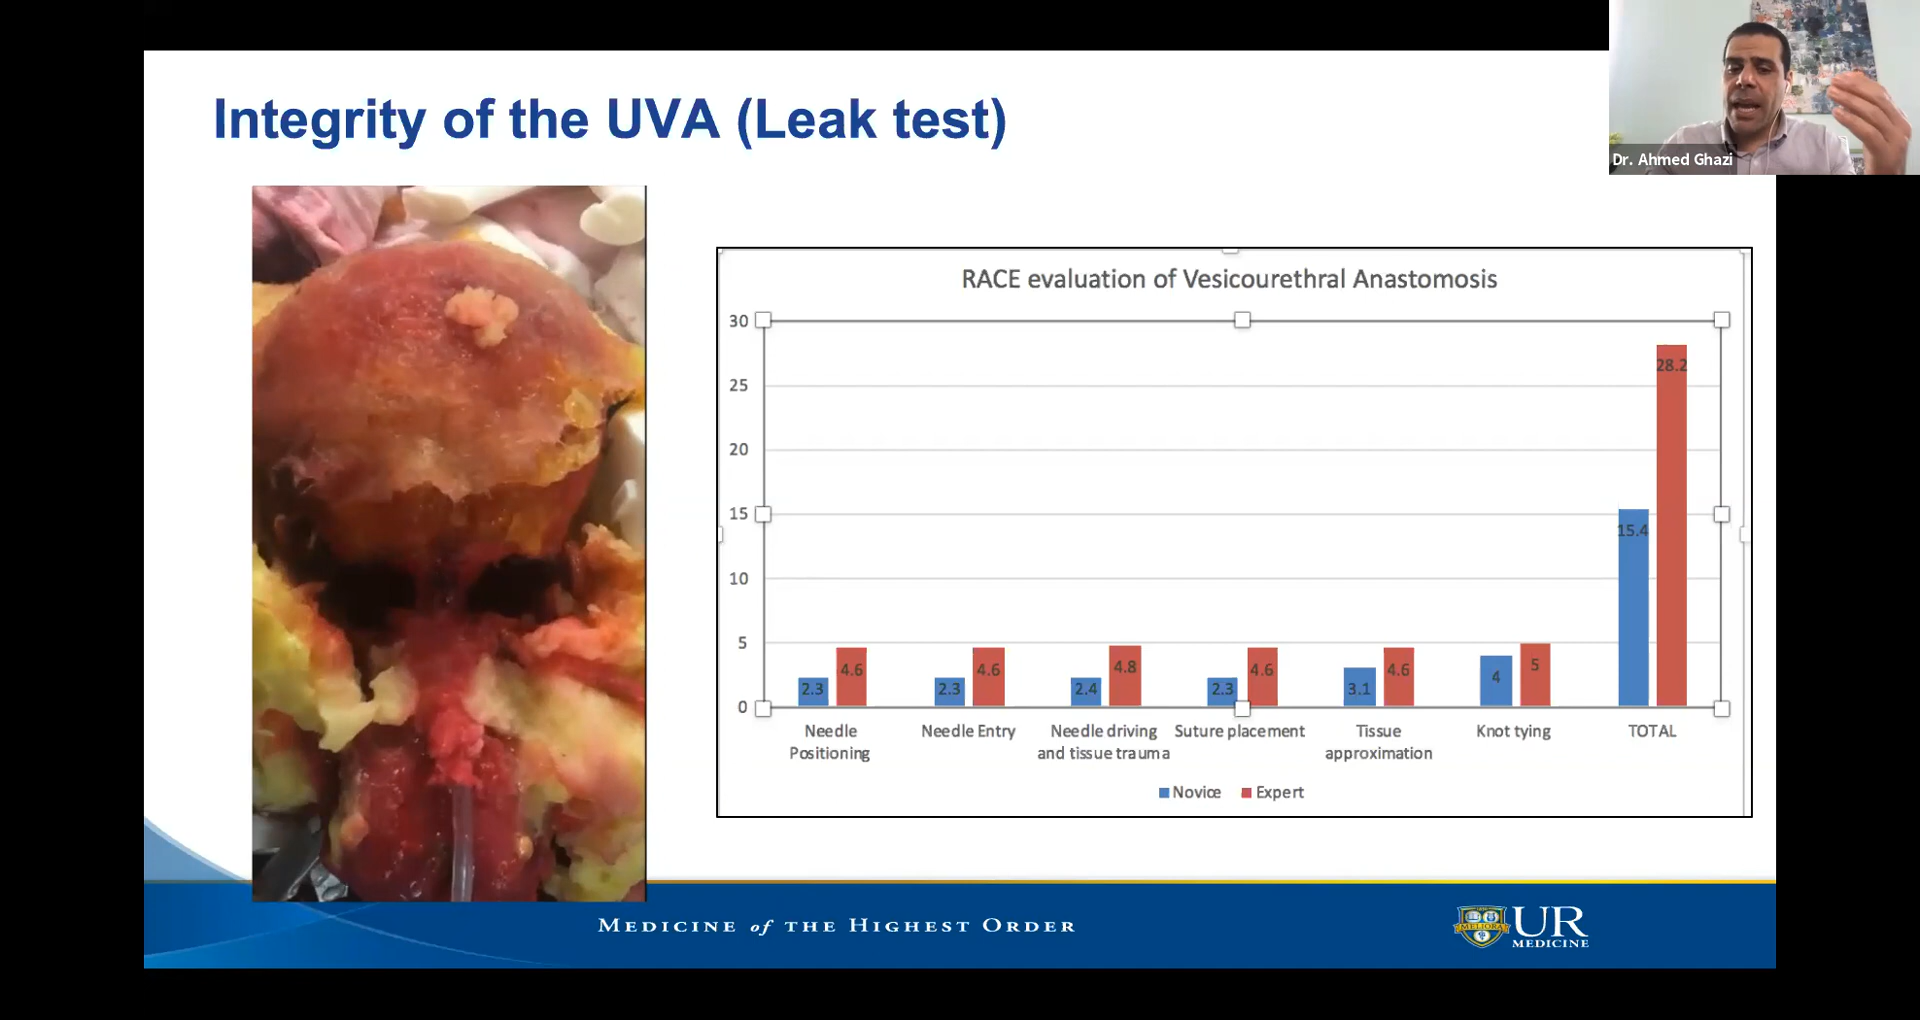 Integrity of the UVA (Leak test)
Dr. Ahmed Ghazi
RACE evaluation of Vesicourethral Anastomosis
30
25
20
15
10
5
0
2.3
4.6
2.3
4.6
2.4
4.8
2.3
4.6
3.1
4.6
4
5
15.4
28.2
Needle Positioning
Needle Entry
Needle driving and tissue trauma
Suture placement
Tissue approximation
Knot tying
TOTAL
Novice
Expert
MEDICINE of THE HIGHEST ORDER
MELIORA
UR
MEDICINE